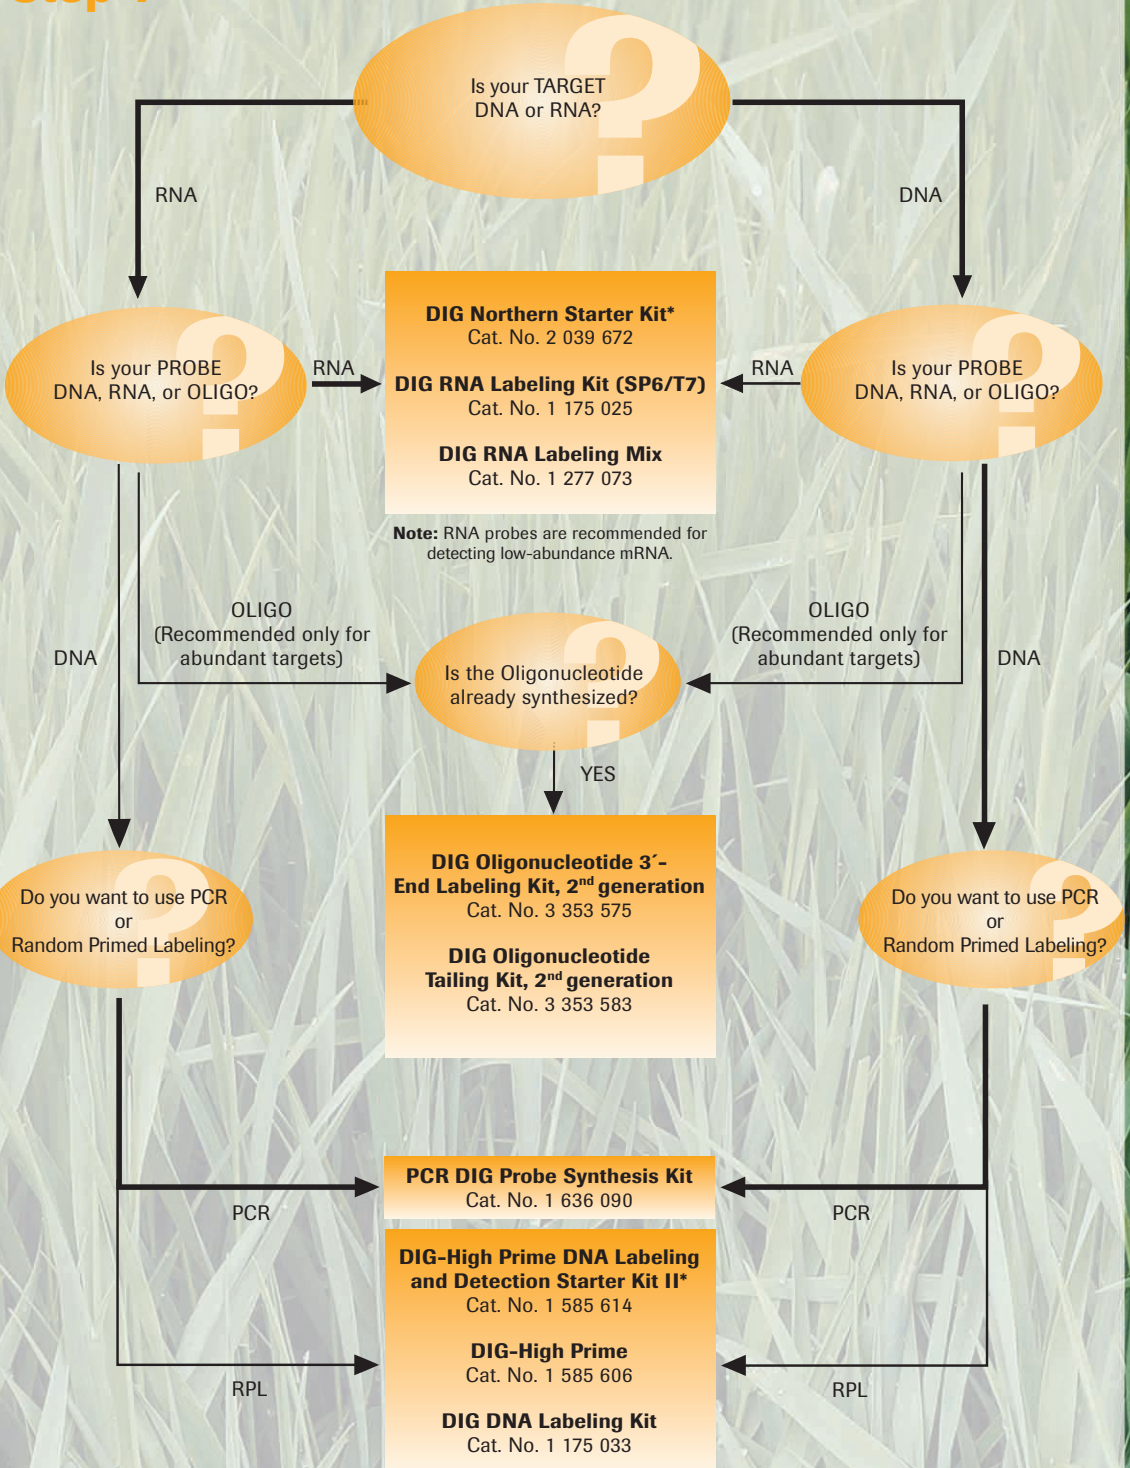 Is your TARGET
DNA or RNA?
RNA
DNA
DIG Northern Starter Kit*
Cat. No. 2 039 672
DIG RNA Labeling Kit (SP6/T7)
Cat. No. 1 175 025
DIG RNA Labeling Mix
Cat. No. 1 277 073
Is your PROBE
DNA, RNA, or OLIGO?
RNA
RNA
Is your PROBE
DNA, RNA, or OLIGO?
Note: RNA probes are recommended for
detecting low-abundance mRNA.
OLIGO
(Recommended only for
abundant targets)
DNA
OLIGO
(Recommended only for
abundant targets)
DNA
Is the Oligonucleotide
already synthesized?
YES
DIG Oligonucleotide 3´-
End Labeling Kit, 2nd generation
Cat. No. 3 353 575
DIG Oligonucleotide
Tailing Kit, 2nd generation
Cat. No. 3 353 583
Do you want to use PCR
or
Random Primed Labeling?
Do you want to use PCR
or
Random Primed Labeling?
PCR DIG Probe Synthesis Kit
Cat. No. 1 636 090
PCR
PCR
DIG-High Prime DNA Labeling
and Detection Starter Kit II*
Cat. No. 1 585 614
DIG-High Prime
Cat. No. 1 585 606
DIG DNA Labeling Kit
Cat. No. 1 175 033
RPL
RPL